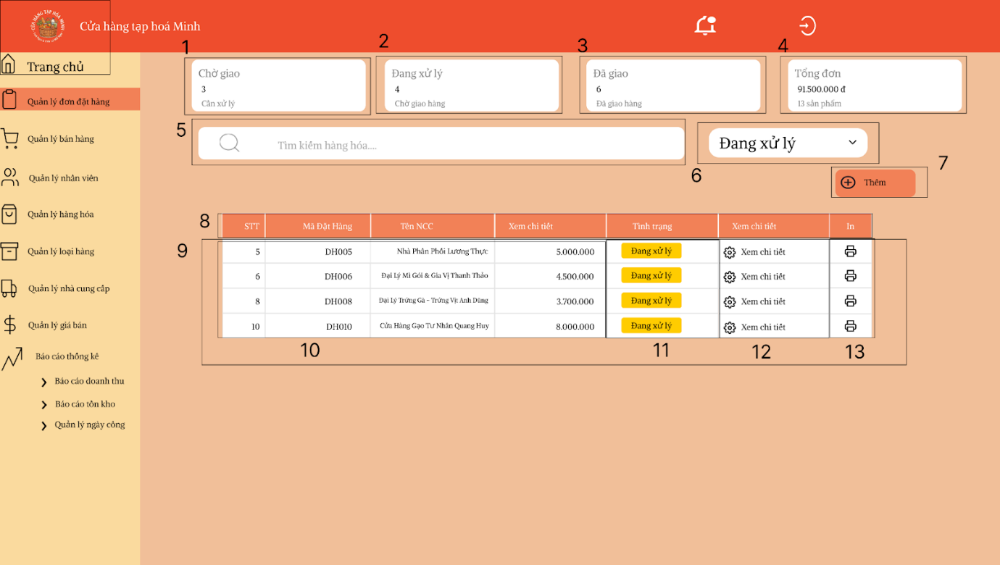 CỬA HÀNG TẠP HÓA MINH
Cửa hàng tạp hoá Minh
Trang chủ
Quản lý đơn đặt hàng
Quản lý bán hàng
Quản lý nhân viên
Quản lý hàng hóa
Quản lý loại hàng
Quản lý nhà cung cấp
Quản lý giá bán
Báo cáo thống kê
Báo cáo doanh thu
Báo cáo tồn kho
Quản lý ngày công
1
Chờ giao
3
Cần xử lý
2
Đang xử lý
4
Chờ giao hàng
3
Đã giao
6
Đã giao hàng
4
Tổng đơn
91.500.000 đ
13 sản phẩm
5
Tìm kiếm hàng hóa....
Đang xử lý
6
7
Thêm
8
STT Mã Đặt Hàng Tên NCC Xem chi tiết Tình trạng Xem chi tiết In
9
5 DH005 Nhà Phân Phối Lương Thực 5.000.000 Đang xử lý Xem chi tiết
6 DH006 Đại Lý Mì Gói & Gia Vị Thanh Thảo 4.500.000 Đang xử lý Xem chi tiết
8 DH008 Đại Lý Trứng Gà - Trứng Vịt Anh Dũng 3.700.000 Đang xử lý Xem chi tiết
10 DH010 Cửa Hàng Gạo Tư Nhân Quang Huy 8.000.000 Đang xử lý Xem chi tiết
10 11 12 13